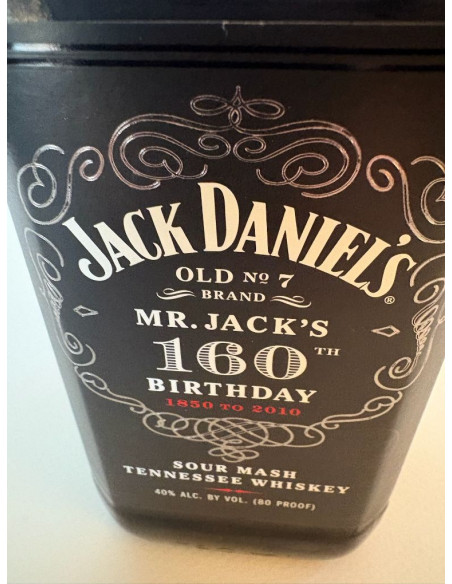 JACK DANIEL'S®
OLD Nº 7
BRAND
MR. JACK'S
160TH
BIRTHDAY
1850 TO 2010
SOUR MASH
TENNESSEE WHISKEY
40% ALC. BY VOL. (80 PROOF)